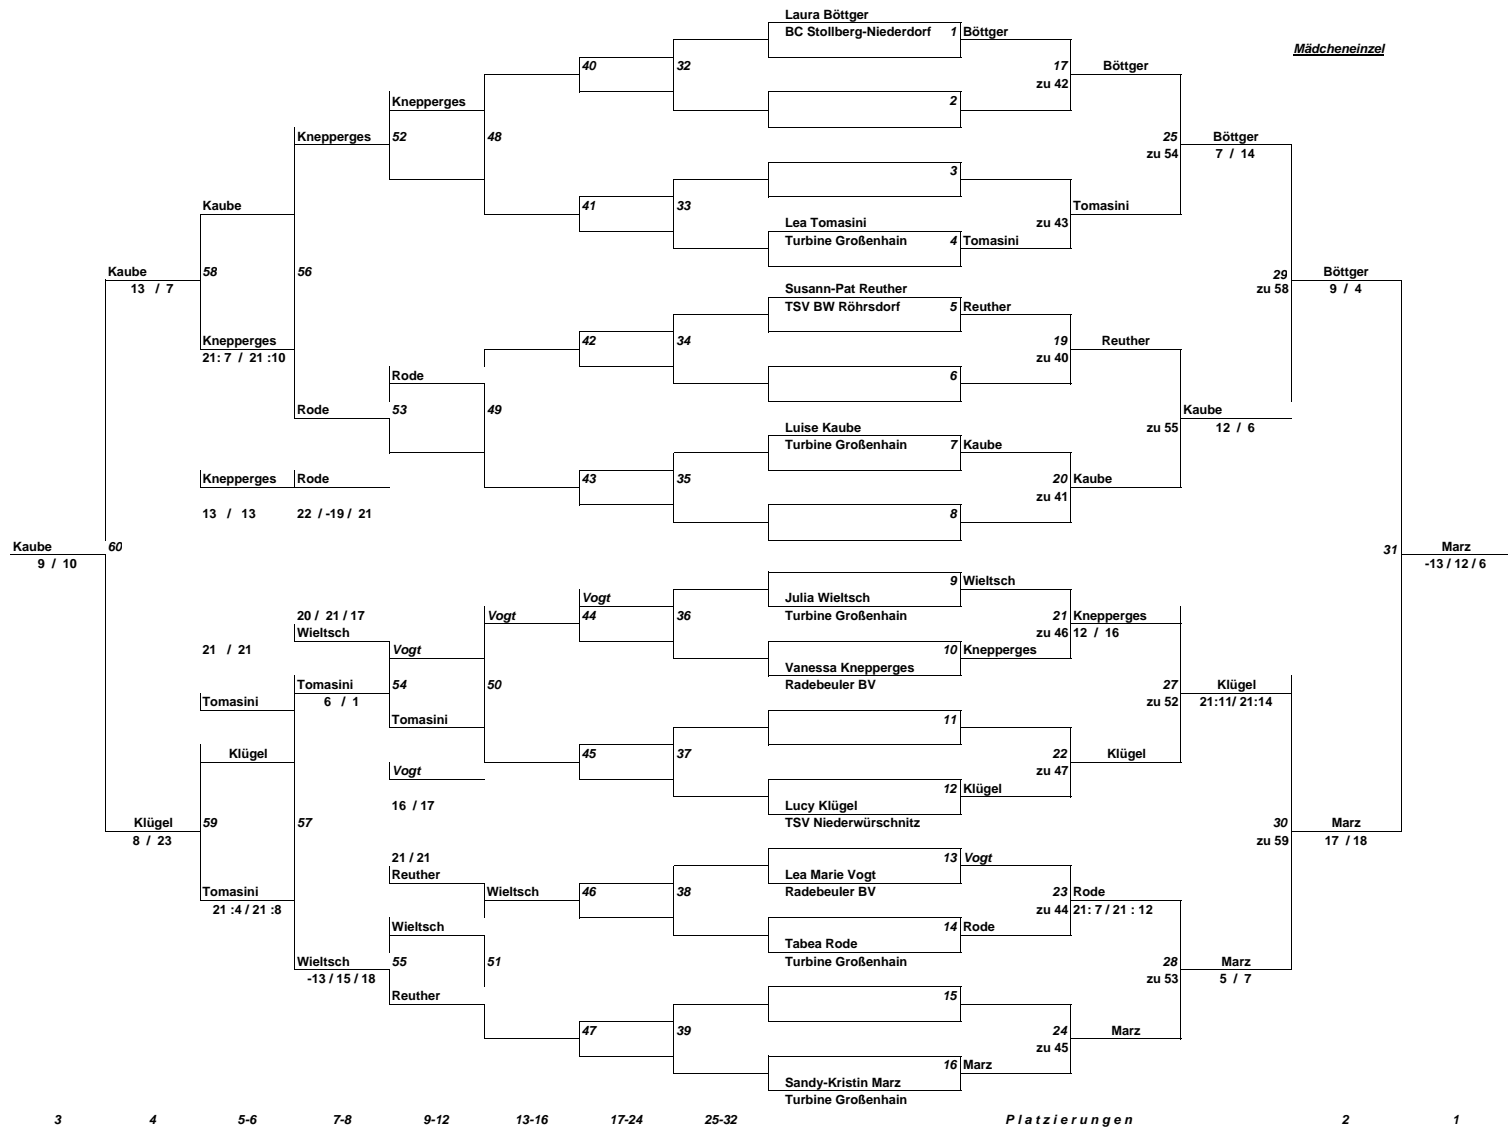 Laura Böttger
BC Stollberg-Niederdorf 1 Böttger
Mädcheneinzel
40 32 17 Böttger
zu 42
Knepperges 2
Knepperges 52 48 25 Böttger
zu 54 7 / 14
3
Kaube 41 33 Tomasini
Lea Tomasini zu 43
Turbine Großenhain 4 Tomasini
Kaube 58 56 29 Böttger
13 / 7 zu 58 9 / 4
Susann-Pat Reuther
TSV BW Röhrsdorf 5 Reuther
Knepperges 42 34 19 Reuther
21: 7 / 21 :10 zu 40
Rode 6
Rode 53 49 Kaube
Luise Kaube zu 55 12 / 6
Turbine Großenhain 7 Kaube
Knepperges Rode 43 35 20 Kaube
zu 41
13 / 13 22 / -19 / 21 8
Kaube 60 31 Marz
9 / 10 -13 / 12 / 6
9 Wieltsch
Vogt Julia Wieltsch
20 / 21 / 17 Vogt 44 36 Turbine Großenhain 21 Knepperges
Wieltsch zu 46 12 / 16
21 / 21 Vogt 10 Knepperges
Vanessa Knepperges
Tomasini 54 50 Radebeuler BV 27 Klügel
Tomasini 6 / 1 zu 52 21:11/ 21:14
Tomasini 11
Klügel 45 37 22 Klügel
Vogt zu 47
12 Klügel
16 / 17 Lucy Klügel
Klügel 59 57 TSV Niederwürschnitz 30 Marz
8 / 23 zu 59 17 / 18
21 / 21 13 Vogt
Reuther Lea Marie Vogt
Tomasini Wieltsch 46 38 Radebeuler BV 23 Rode
21 :4 / 21 :8 zu 44 21: 7 / 21 : 12
Wieltsch 14 Rode
Tabea Rode
Wieltsch 55 51 Turbine Großenhain 28 Marz
-13 / 15 / 18 zu 53 5 / 7
Reuther 15
47 39 24 Marz
zu 45
16 Marz
Sandy-Kristin Marz
Turbine Großenhain
3 4 5-6 7-8 9-12 13-16 17-24 25-32 Platzierungen 2 1